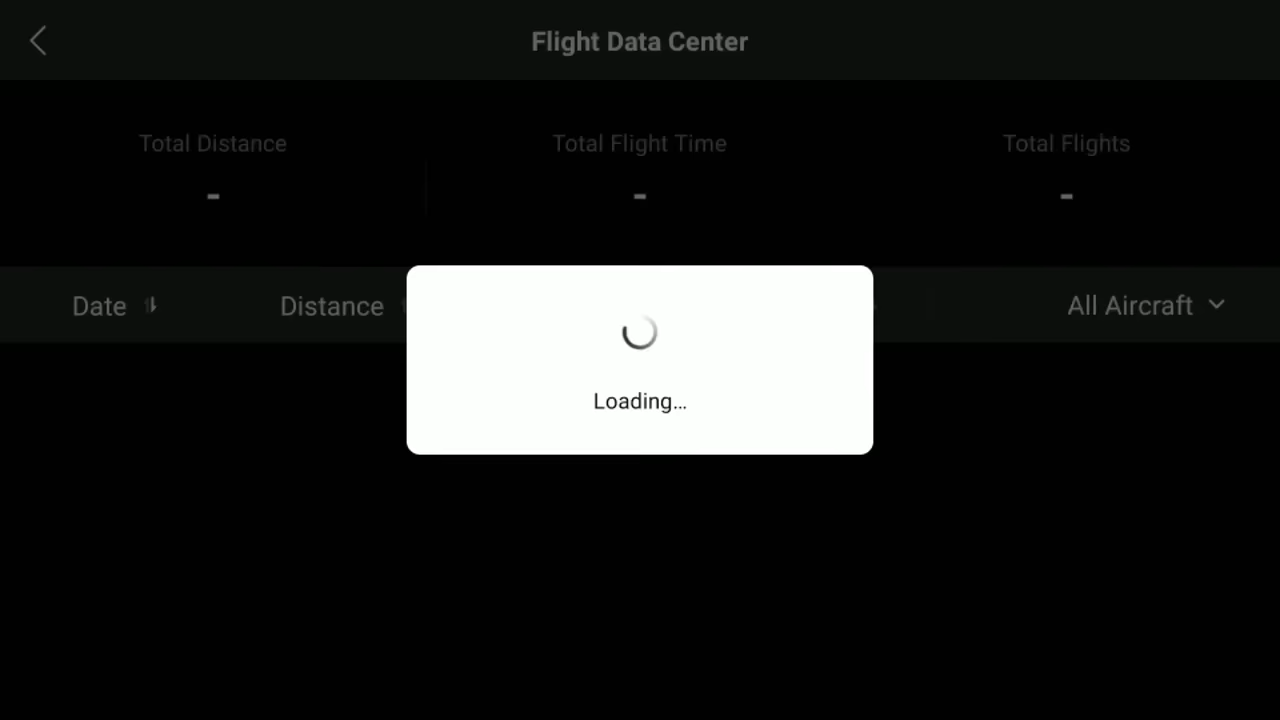 Flight Data Center
Total Distance Total Flight Time Total Flights
- - -
Date Distance All Aircraft
Loading...